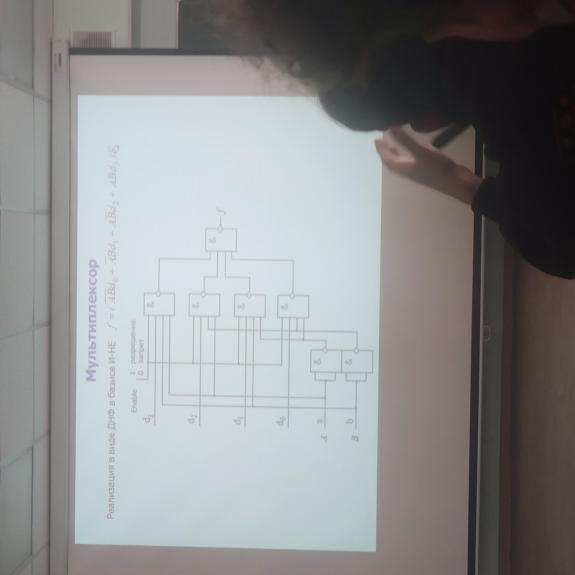 Мультиплексор
Реализация в виде ДНФ в базисе И-НЕ
Enable
1 - разрешение
0 - запрет
d₃
&
d₂
&
&
f
d₁
&
d₀
&
A
a
&
B
b
&